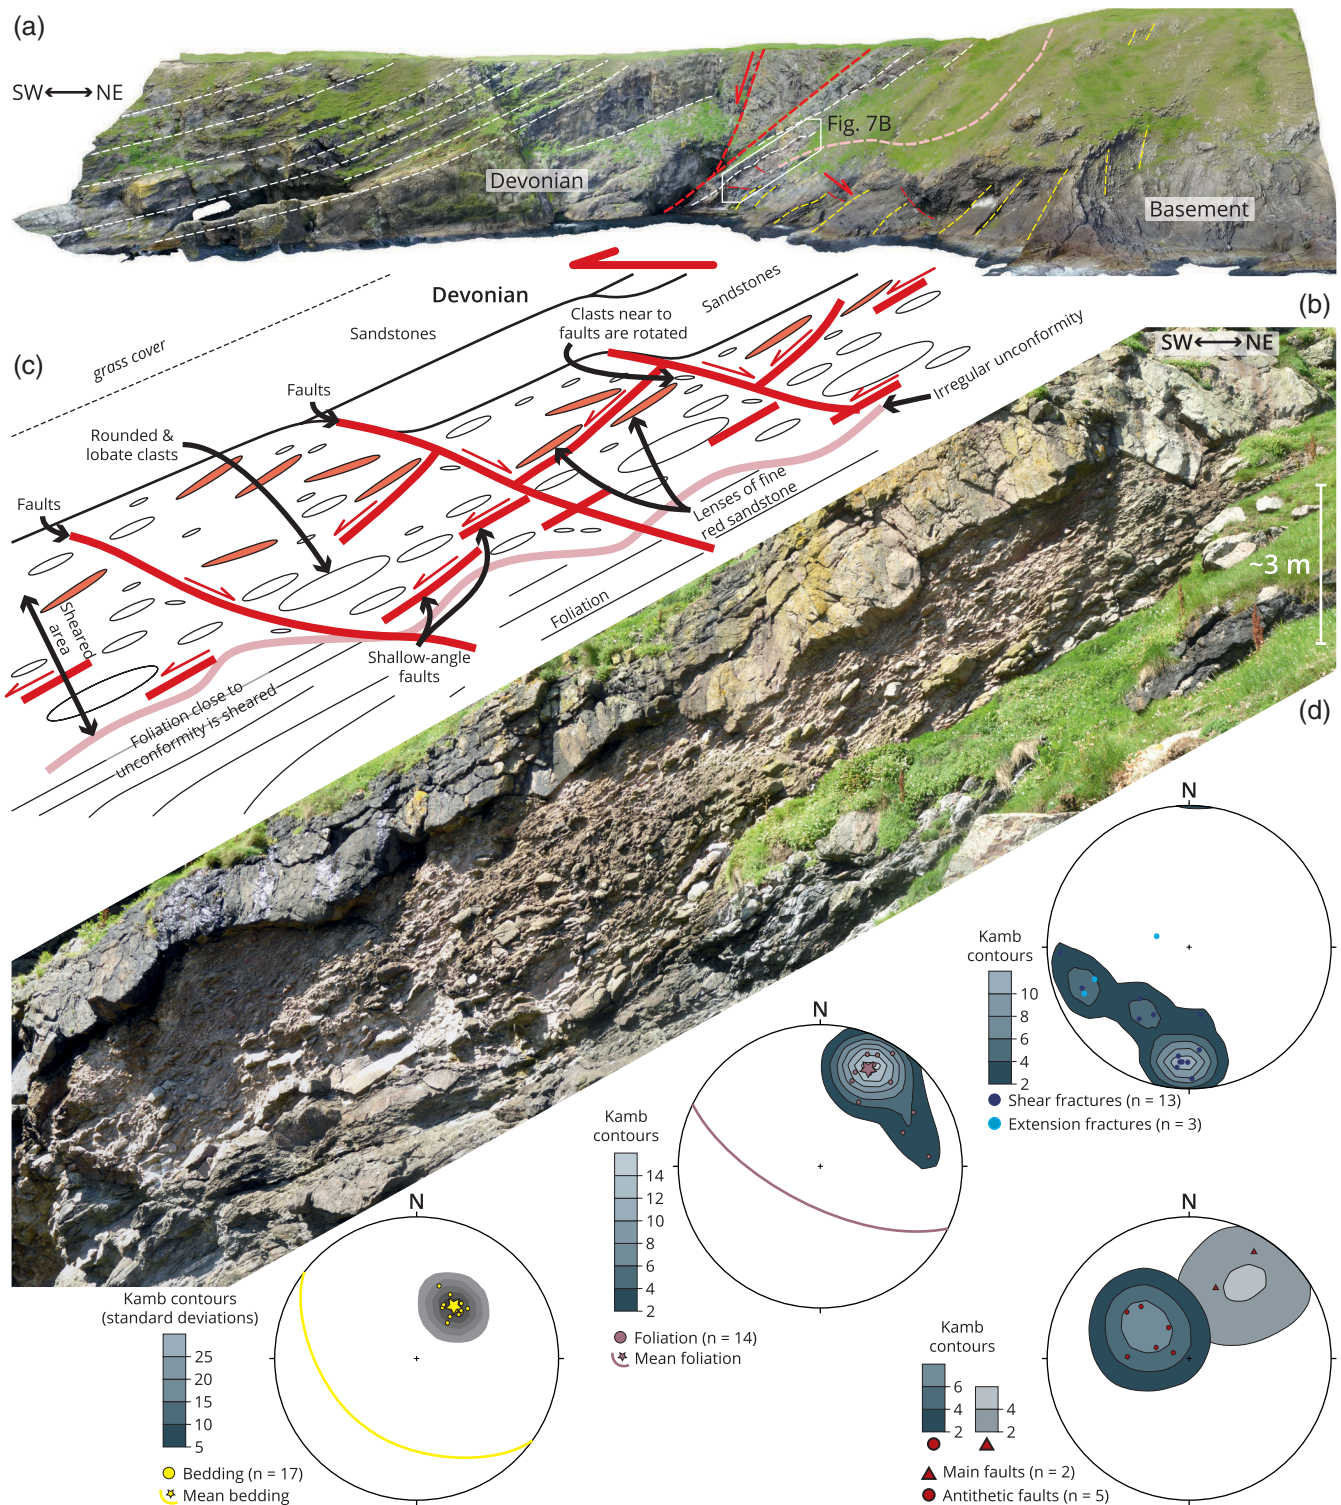 (a)
SW NE
Fig. 7B
Devonian
Basement
(b)
SW NE
~3 m
(c)
Devonian
Sandstones
Sandstones
grass cover
Clasts near to
faults are rotated
Irregular unconformity
Faults
Rounded &
lobate clasts
Faults
Lenses of fine
red sandstone
Sheared
area
Foliation
Shallow-angle
faults
Foliation close to
unconformity is sheared
(d)
N
Kamb
contours
10
8
6
4
2
Shear fractures (n = 13)
Extension fractures (n = 3)
N
Kamb
contours
14
12
10
8
6
4
2
Foliation (n = 14)
Mean foliation
N
Kamb contours
(standard deviations)
25
20
15
10
5
Bedding (n = 17)
Mean bedding
N
Kamb
contours
6
4
2
4
2
Main faults (n = 2)
Antithetic faults (n = 5)